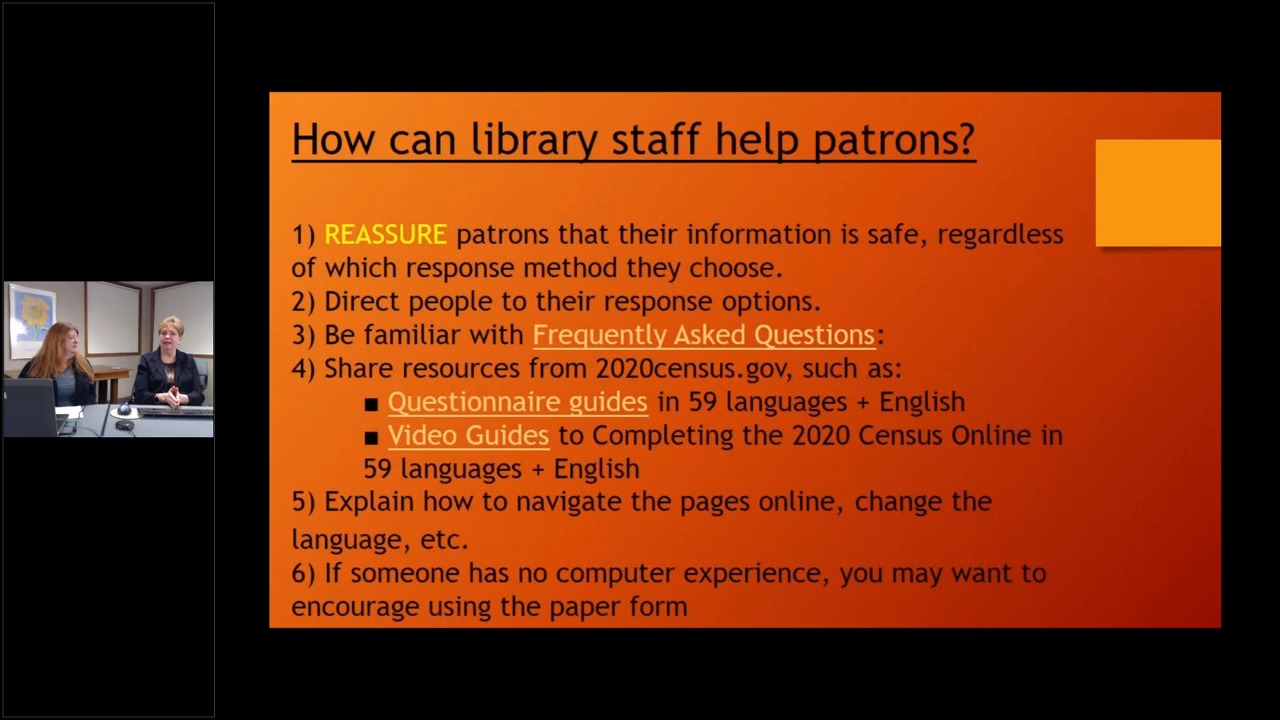 How can library staff help patrons?
1) REASSURE patrons that their information is safe, regardless
of which response method they choose.
2) Direct people to their response options.
3) Be familiar with Frequently Asked Questions:
4) Share resources from 2020census.gov, such as:
■ Questionnaire guides in 59 languages + English
■ Video Guides to Completing the 2020 Census Online in
59 languages + English
5) Explain how to navigate the pages online, change the
language, etc.
6) If someone has no computer experience, you may want to
encourage using the paper form